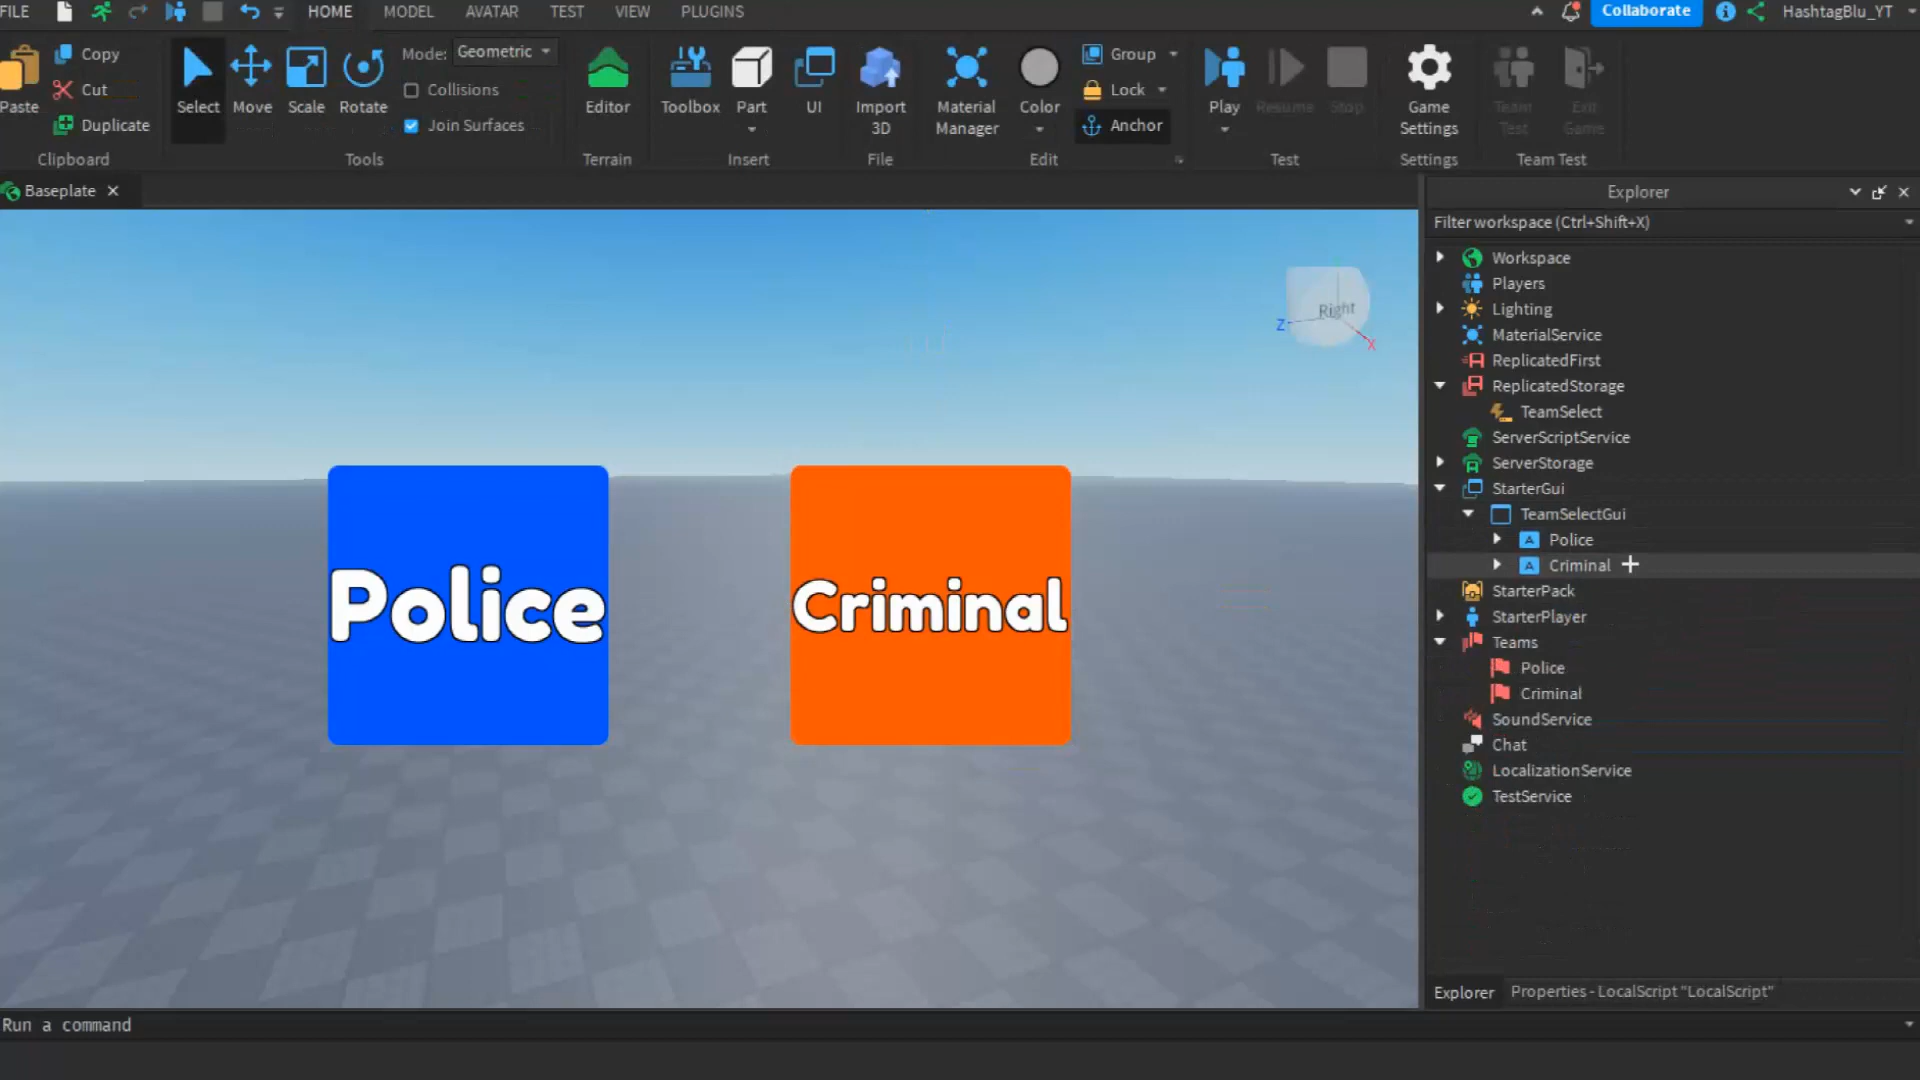 FILE HOME MODEL AVATAR TEST VIEW PLUGINS Collaborate HashtagBlu_YT
Paste Copy Cut Duplicate
Clipboard
Select Move Scale Rotate Mode: Geometric
Collisions
Join Surfaces
Tools
Editor
Terrain
Toolbox Part UI
Insert
Import 3D
File
Material Manager Color Group Lock Anchor
Edit
Play Resume Stop
Test
Game Settings
Settings
Team Test Exit Game
Team Test
Baseplate
Right
Z
X
Police
Criminal
Explorer
Filter workspace (Ctrl+Shift+X)
Workspace
Players
Lighting
MaterialService
ReplicatedFirst
ReplicatedStorage
TeamSelect
ServerScriptService
ServerStorage
StarterGui
TeamSelectGui
Police
Criminal
StarterPack
StarterPlayer
Teams
Police
Criminal
SoundService
Chat
LocalizationService
TestService
Explorer Properties - LocalScript "LocalScript"
Run a command